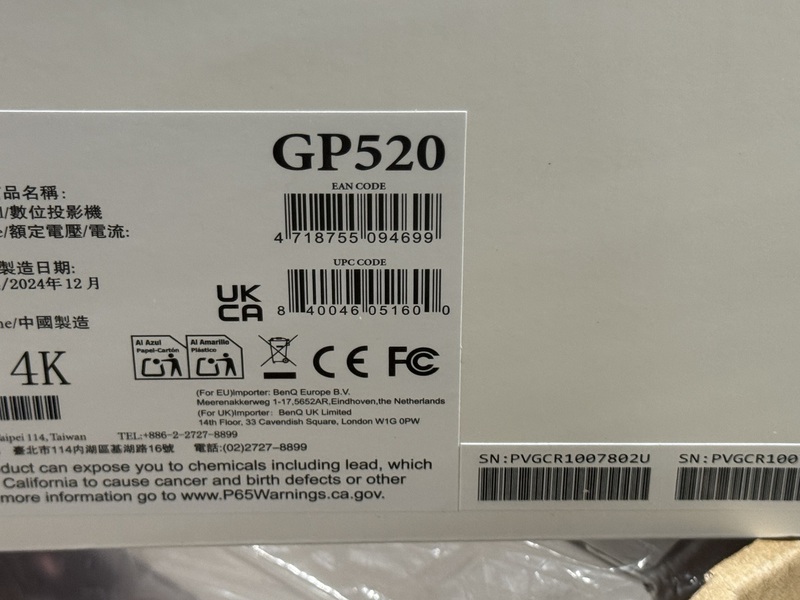 GP520
EAN CODE
4 718755 094699
品名稱:
/數位投影機
/額定電壓/電流:
UPC CODE
8 40046 05160 0
製造日期:
/2024年12月
UK
CA
/中國製造
4K
Al Azul
Papel-Cartón
Al Amarillo
Plástico
CE FC
(For EU)Importer: BenQ Europe B.V.
Meerenakkerweg 1-17,5652AR,Eindhoven,the Netherlands
(For UK)Importer: BenQ UK Limited
14th Floor, 33 Cavendish Square, London W1G 0PW
Taipei 114, Taiwan TEL:+886-2-2727-8899
臺北市114內湖區基湖路16號 電話:(02)2727-8899
duct can expose you to chemicals including lead, which
California to cause cancer and birth defects or other
more information go to www.P65Warnings.ca.gov.
SN:PVGCR1007802U
SN:PVGCR100